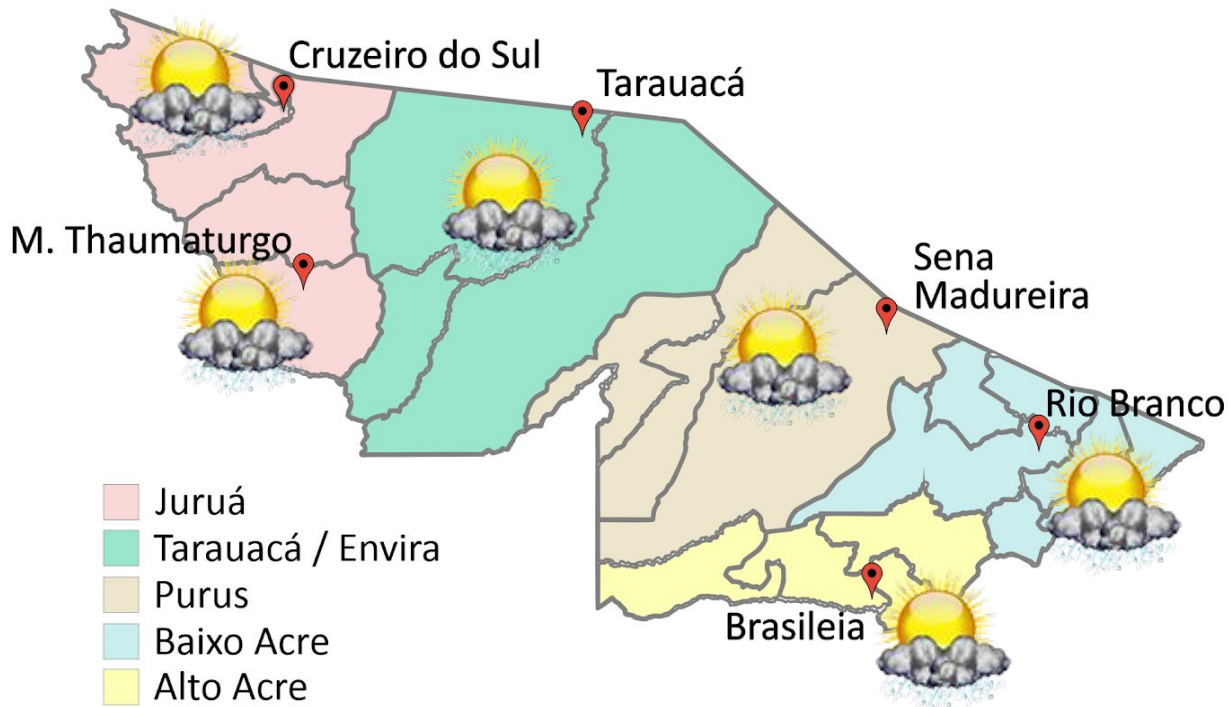 Cruzeiro do Sul
Tarauacá
M. Thaumaturgo
Sena
Madureira
Rio Branco
Brasileia
Juruá
Tarauacá / Envira
Purus
Baixo Acre
Alto Acre